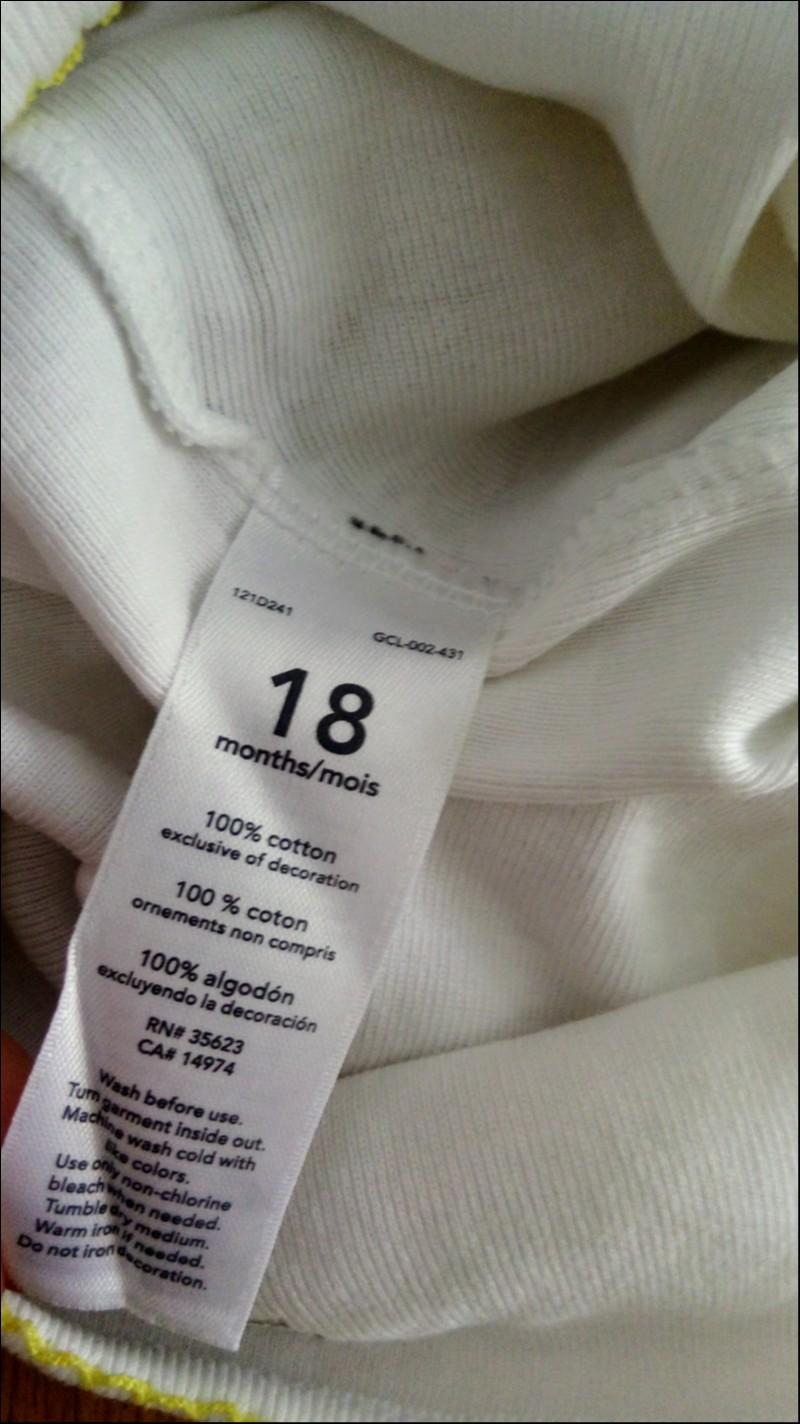 121D241
GCL-002-431
18
months/mois
100% cotton
exclusive of decoration
100 % coton
ornements non compris
100% algodón
excluyendo la decoración
RN# 35623
CA# 14974
Wash before use.
Turn garment inside out.
Machine wash cold with
like colors.
Use only non-chlorine
bleach when needed.
Tumble dry medium.
Warm iron if needed.
Do not iron decoration.